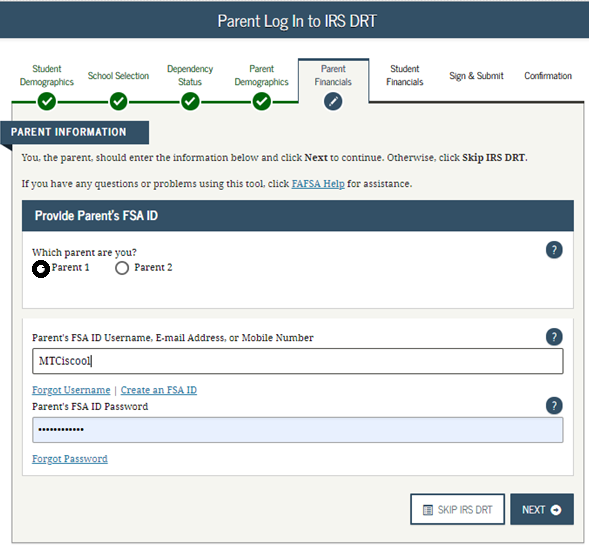 Parent Log In to IRS DRT
Student Demographics
School Selection
Dependency Status
Parent Demographics
Parent Financials
Student Financials
Sign & Submit
Confirmation
PARENT INFORMATION
You, the parent, should enter the information below and click Next to continue. Otherwise, click Skip IRS DRT.
If you have any questions or problems using this tool, click FAFSA Help for assistance.
Provide Parent's FSA ID
Which parent are you?
?
Parent 1 Parent 2
Parent's FSA ID Username, E-mail Address, or Mobile Number
?
MTCiscool
Forgot Username | Create an FSA ID
Parent's FSA ID Password
?
••••••••••••
Forgot Password
SKIP IRS DRT
NEXT